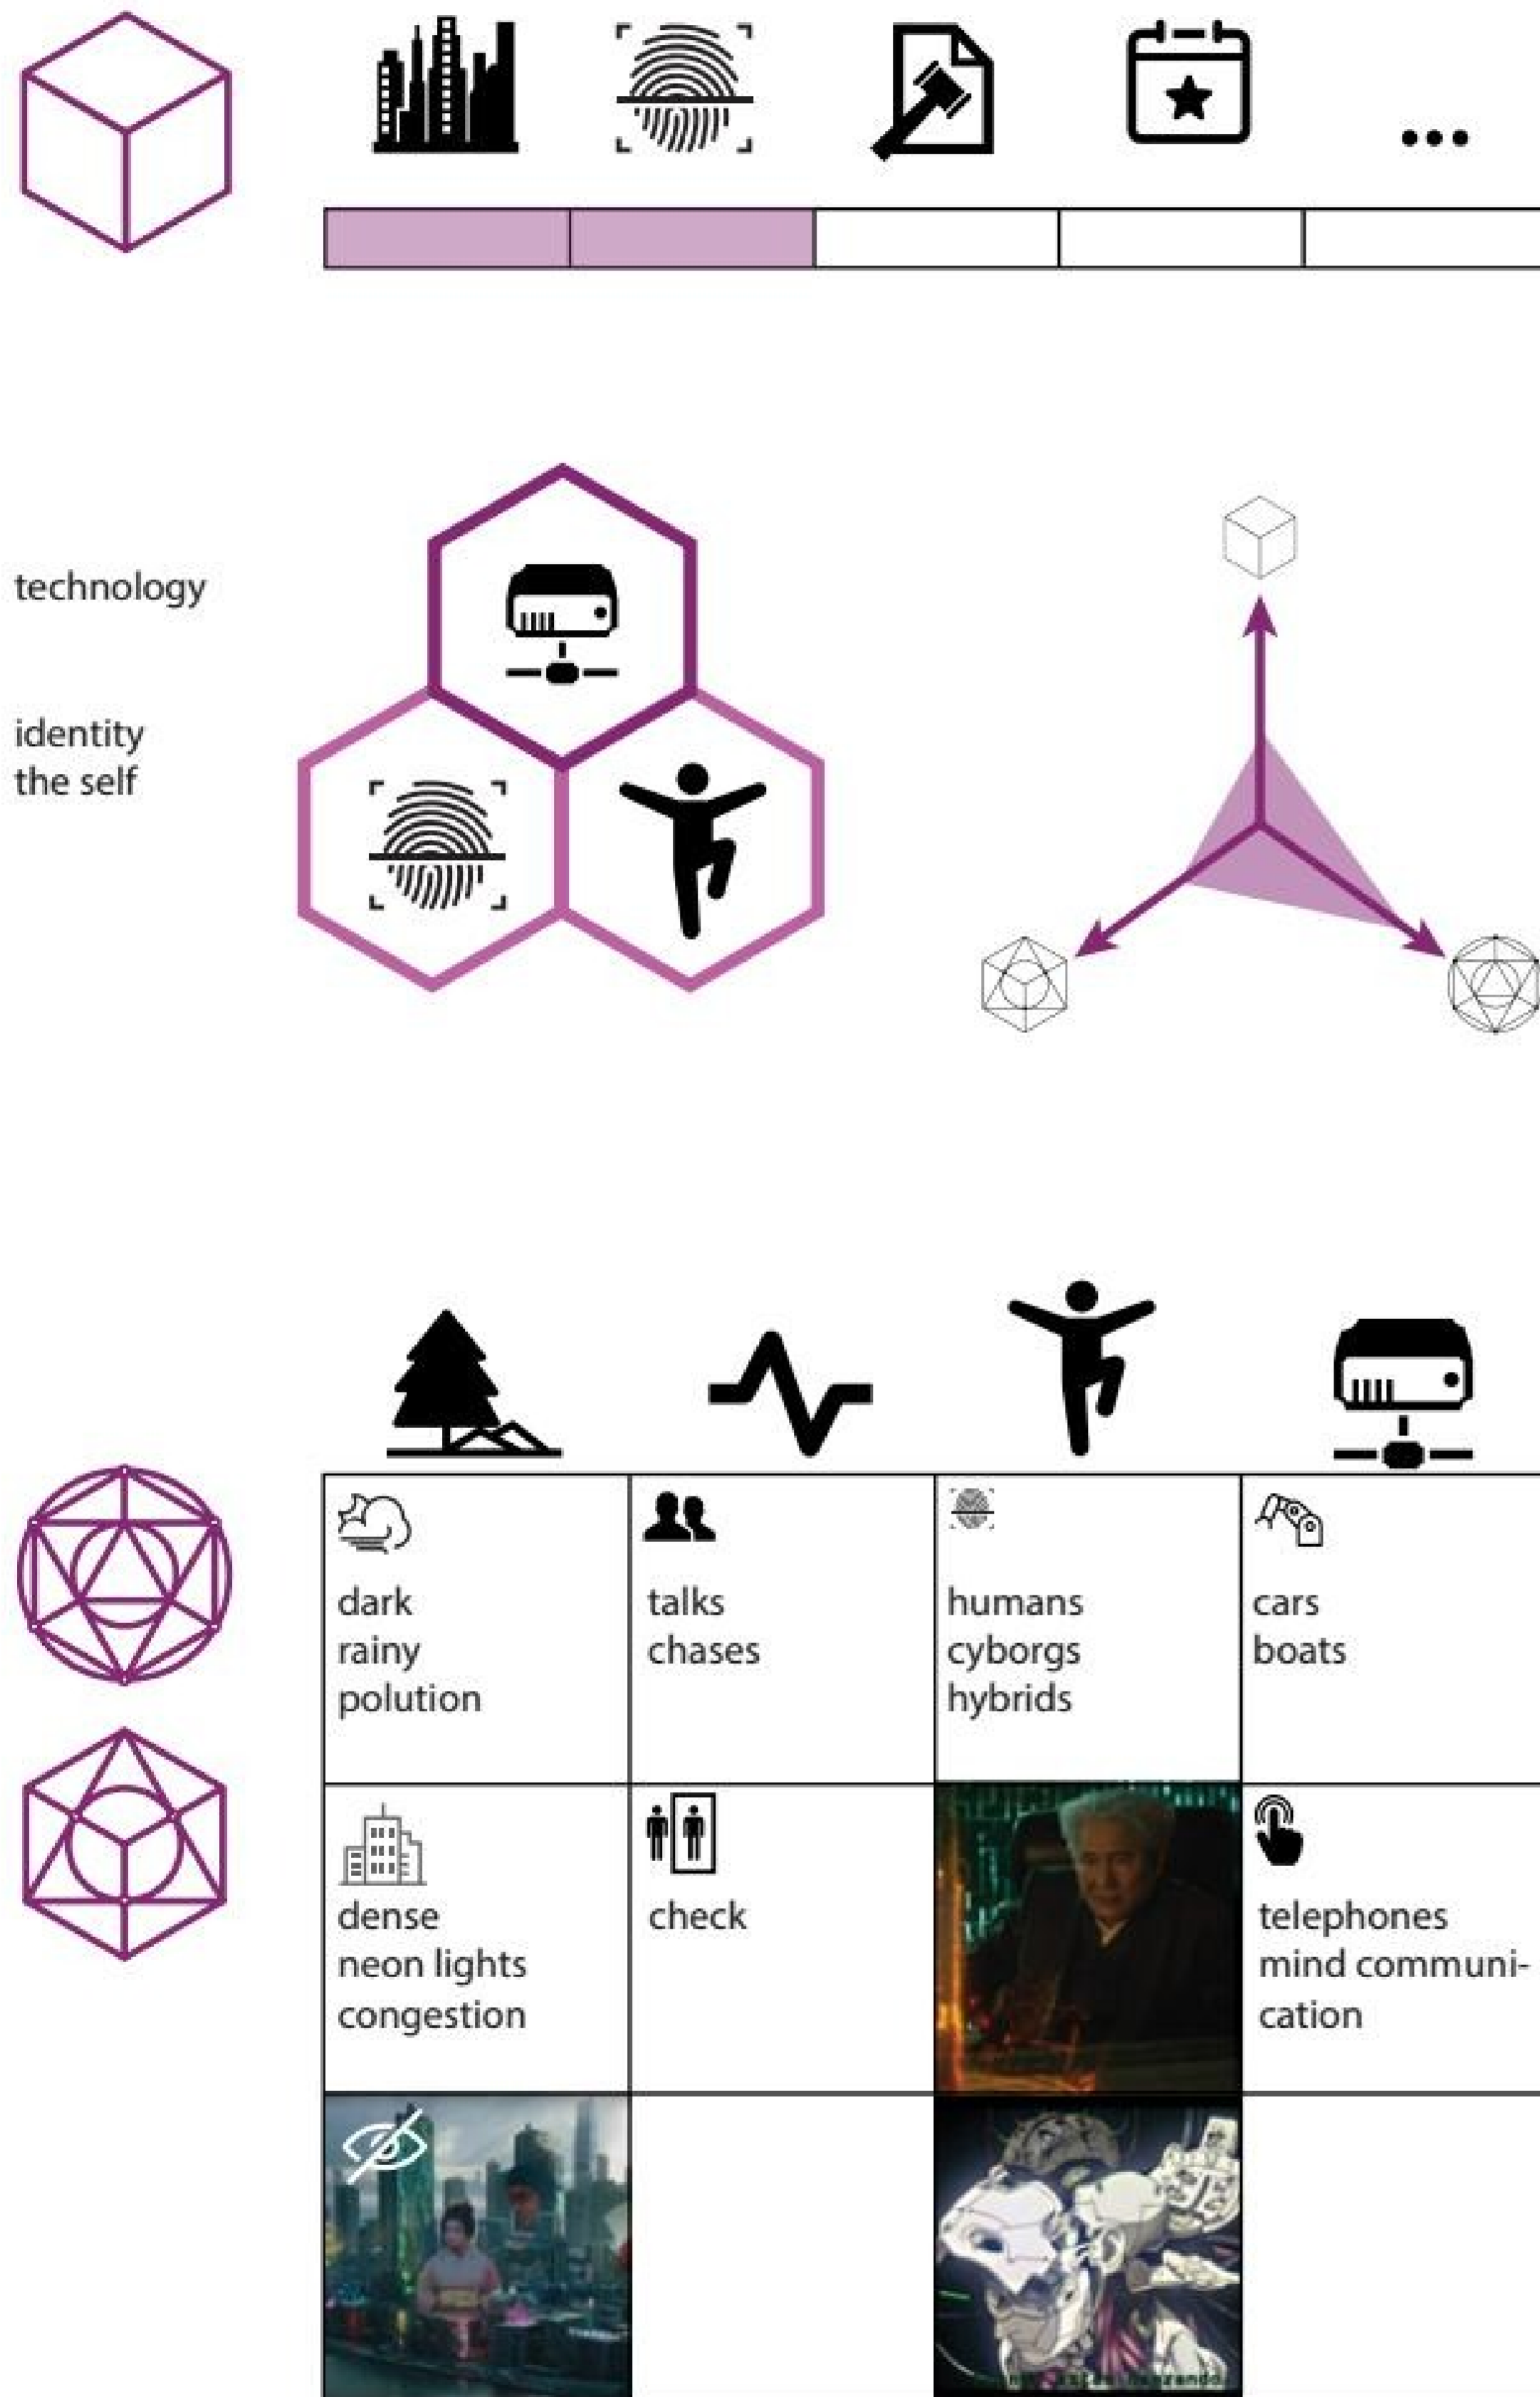 ...
technology
identity
the self
dark
rainy
polution
talks
chases
humans
cyborgs
hybrids
cars
boats
dense
neon lights
congestion
check
telephones
mind communi-
cation